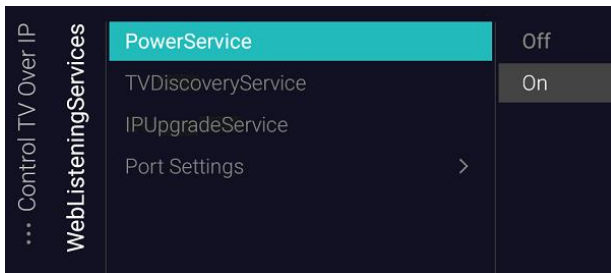 ... Control TV Over IP
WebListeningServices
PowerService
TVDiscoveryService
IPUpgradeService
Port Settings >
Off
On